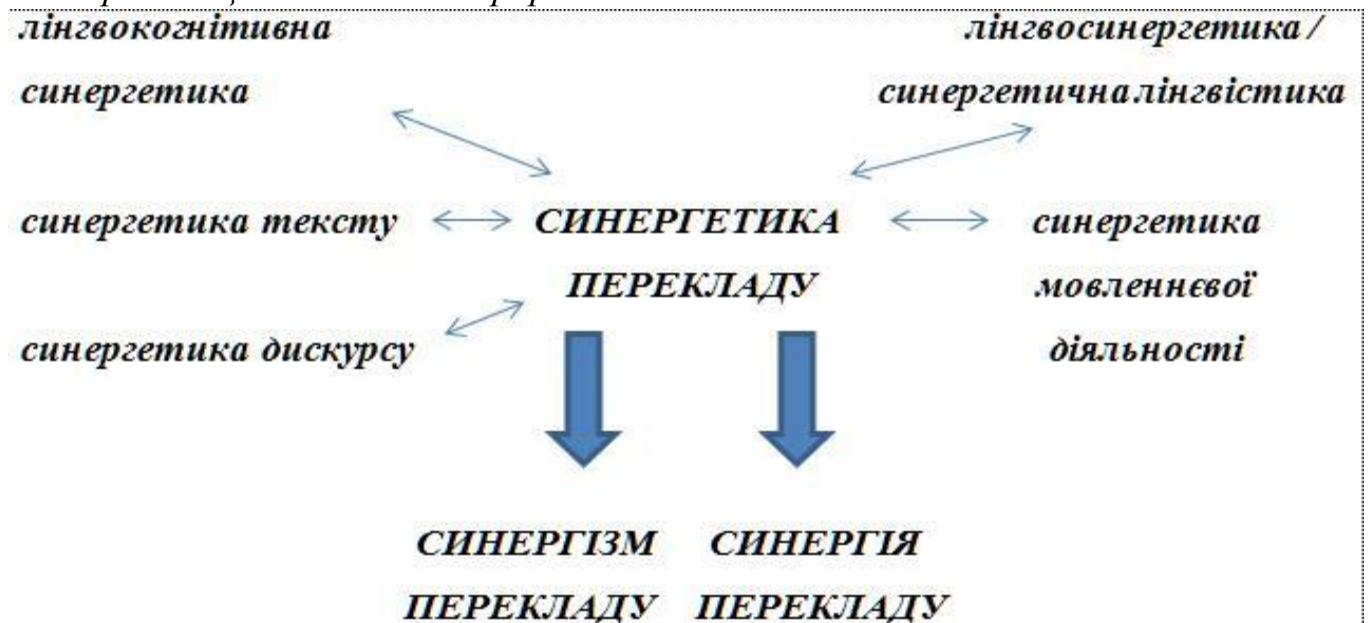 лінгвокогнітивна
синергетика
лінгвосинергетика /
синергетична лінгвістика
синергетика тексту
СИНЕРГЕТИКА
ПЕРЕКЛАДУ
синергетика
мовленнєвої
діяльності
синергетика дискурсу
СИНЕРГІЗМ
ПЕРЕКЛАДУ
СИНЕРГІЯ
ПЕРЕКЛАДУ